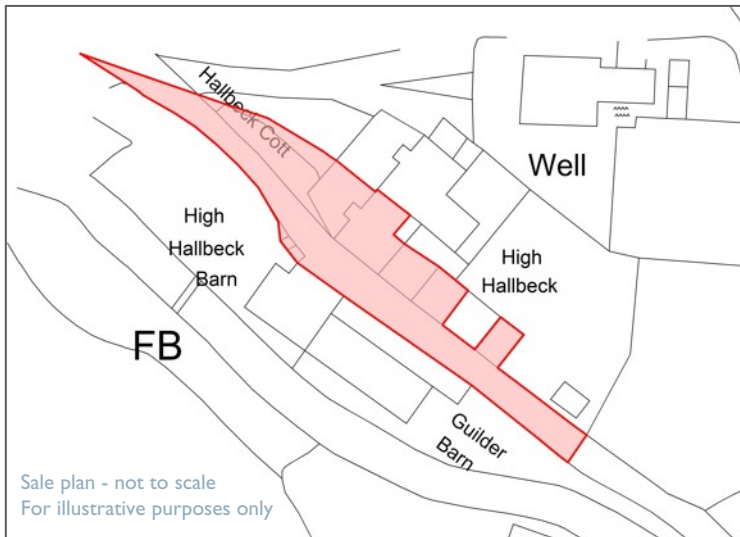 Hallbeck Cott
Well
High
Hallbeck
Barn
High
Hallbeck
FB
Guilder
Barn
Sale plan - not to scale
For illustrative purposes only